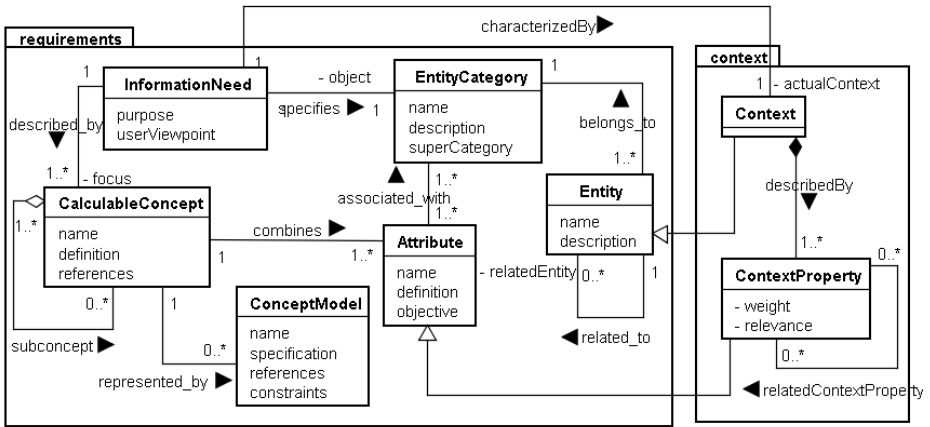 requirements
characterizedBy
context
1
InformationNeed
purpose
userViewpoint
1
- object
specifies
1
EntityCategory
name
description
superCategory
1
belongs_to
1..*
1
- actualContext
Context
described_by
1..*
- focus
associated_with
1..*
1..*
Entity
name
description
describedBy
1..*
CalculableConcept
name
definition
references
1..*
0..*
subconcept
combines
1
1..*
Attribute
name
definition
objective
- relatedEntity
0..*
1
related_to
0..*
ContextProperty
- weight
- relevance
0..*
relatedContextProperty
1
0..*
represented_by
ConceptModel
name
specification
references
constraints